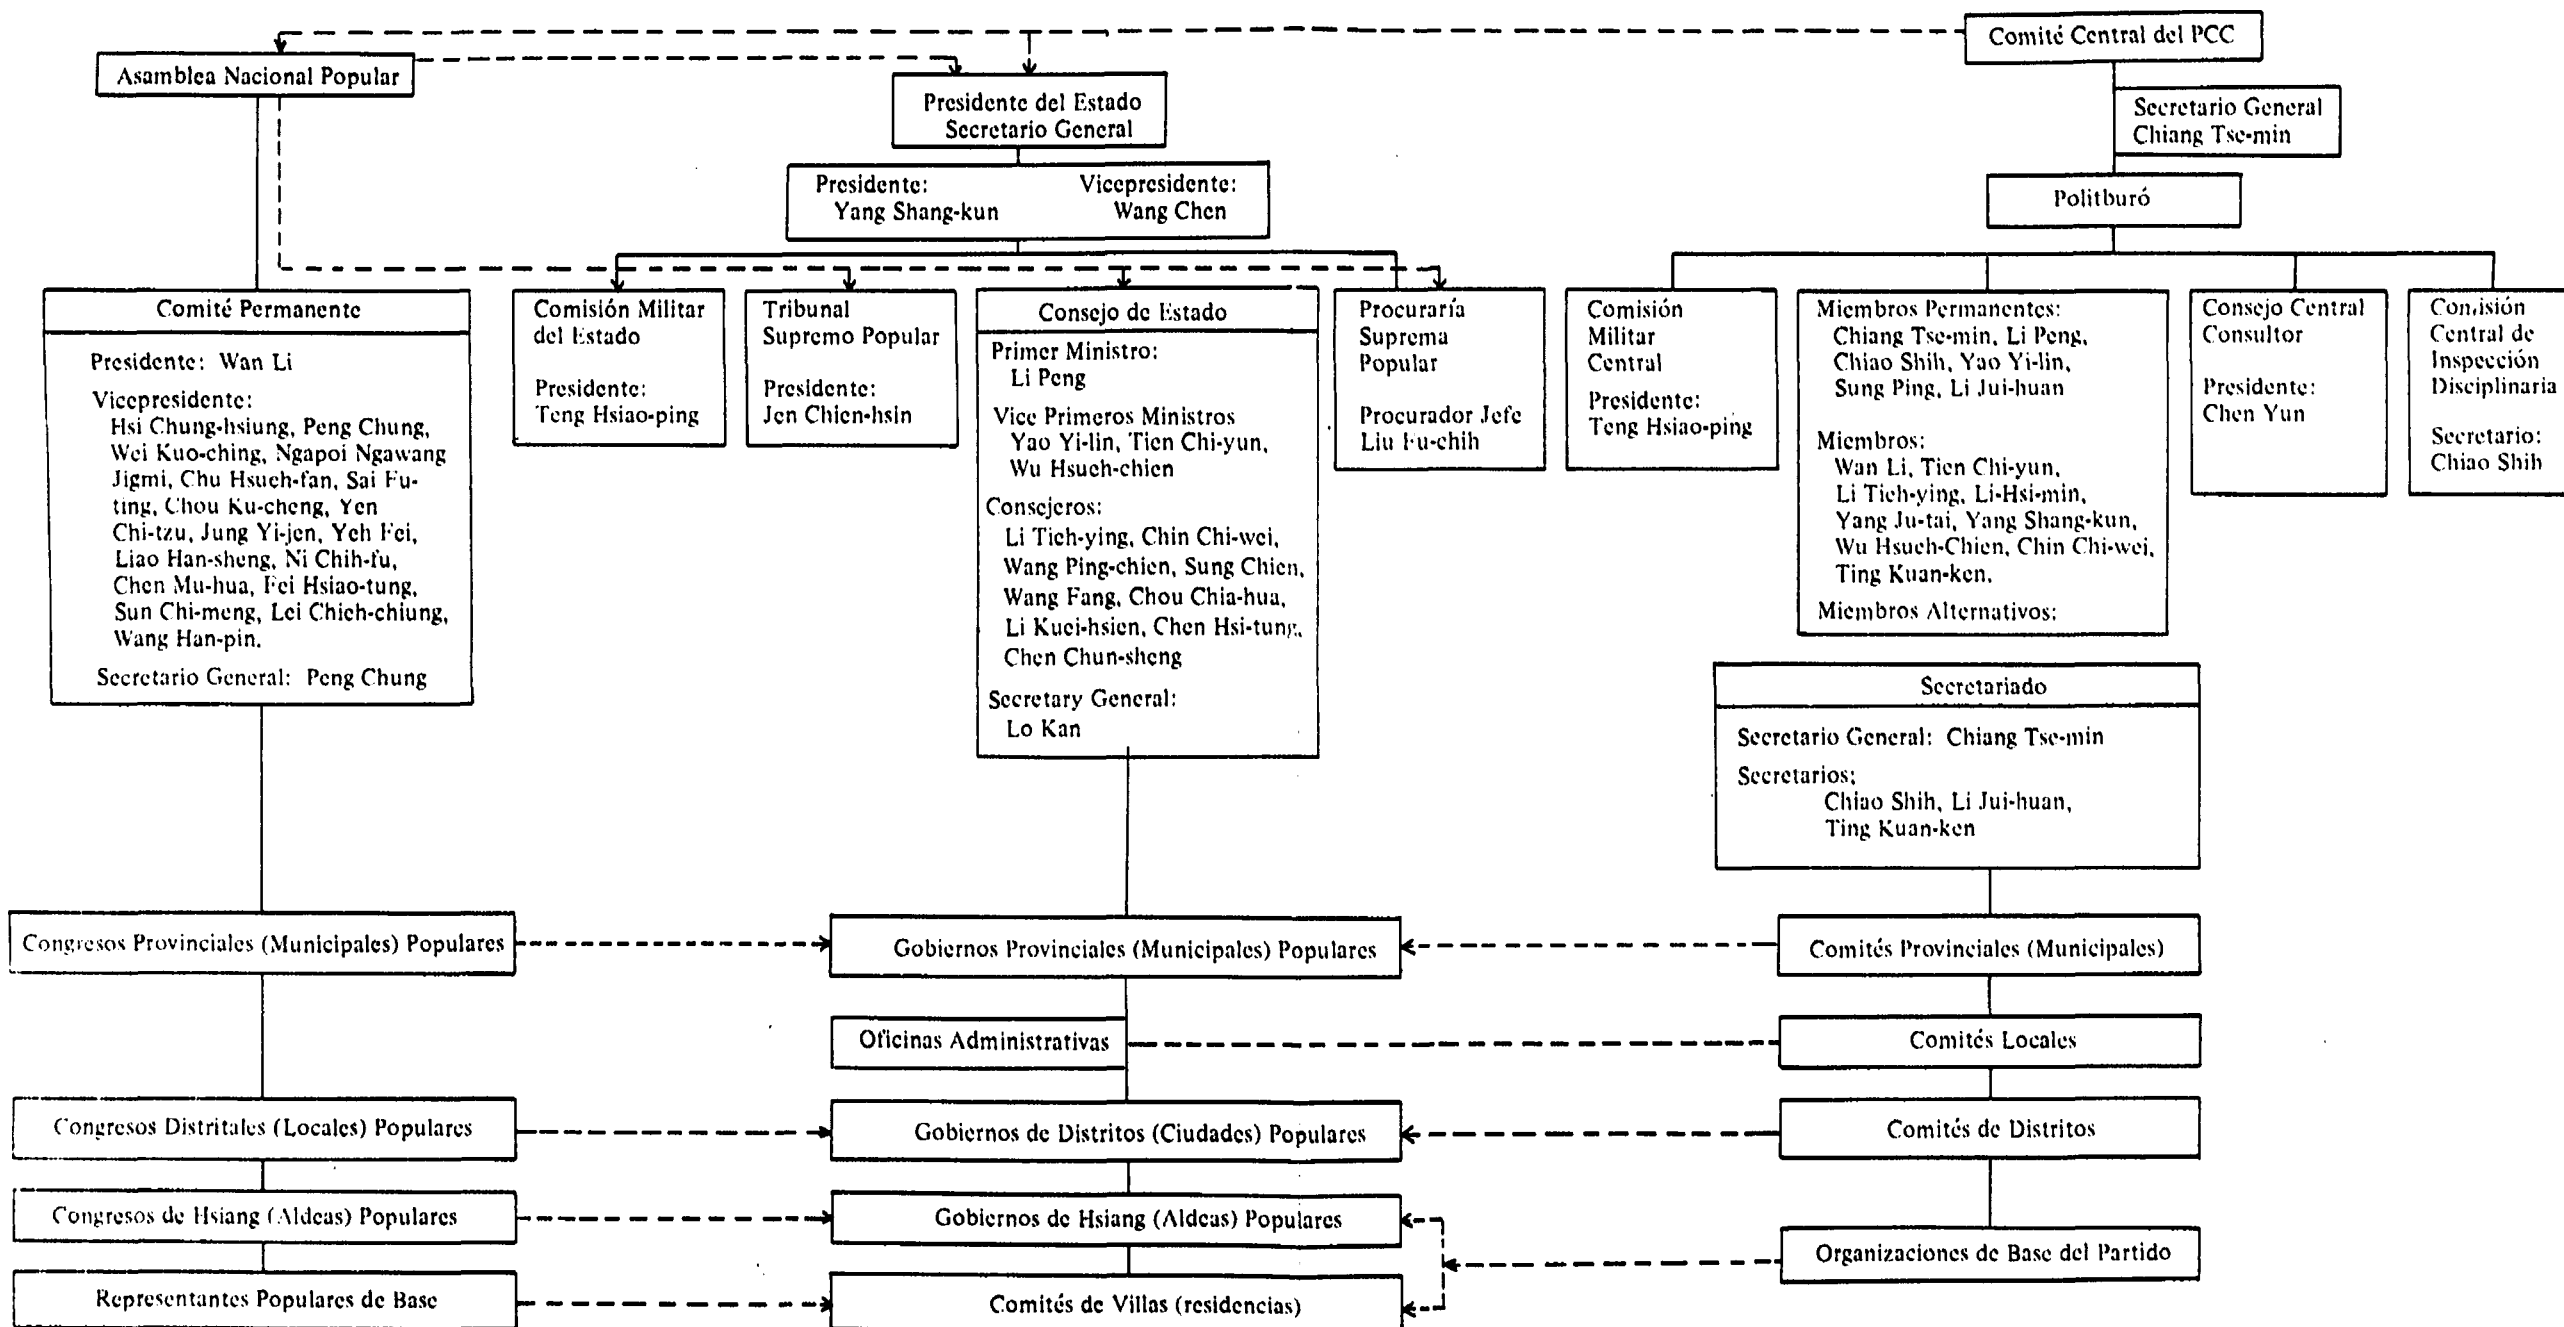 Comité Central del PCC
Asamblea Nacional Popular
Presidente del Estado
Secretario General
Secretario General
Chiang Tse-min
Presidente:
Yang Shang-kun
Vicepresidente:
Wang Chen
Politburó
Comité Permanente
Presidente: Wan Li
Vicepresidente:
Hsi Chung-hsiung, Peng Chung,
Wei Kuo-ching, Ngapoi Ngawang
Jigmi, Chu Hsueh-fan, Sai Fu-
ting, Chou Ku-cheng, Yen
Chi-tzu, Jung Yi-jen, Yeh Fei,
Liao Han-sheng, Ni Chih-fu,
Chen Mu-hua, Fei Hsiao-tung,
Sun Chi-meng, Lei Chieh-chiung,
Wang Han-pin.
Secretario General: Peng Chung
Comisión Militar
del Estado
Presidente:
Teng Hsiao-ping
Tribunal
Supremo Popular
Presidente:
Jen Chien-hsin
Consejo de Estado
Primer Ministro:
Li Peng
Vice Primeros Ministros
Yao Yi-lin, Tien Chi-yun,
Wu Hsueh-chien
Consejeros:
Li Tieh-ying, Chin Chi-wei,
Wang Ping-chien, Sung Chien,
Wang Fang, Chou Chia-hua,
Li Kuei-hsien, Chen Hsi-tung,
Chen Chun-sheng
Secretary General:
Lo Kan
Procuraría
Suprema
Popular
Procurador Jefe
Liu Fu-chih
Comisión
Militar
Central
Presidente:
Teng Hsiao-ping
Miembros Permanentes:
Chiang Tse-min, Li Peng,
Chiao Shih, Yao Yi-lin,
Sung Ping, Li Jui-huan
Miembros:
Wan Li, Tien Chi-yun,
Li Tieh-ying, Li-Hsi-min,
Yang Ju-tai, Yang Shang-kun,
Wu Hsueh-Chien, Chin Chi-wei,
Ting Kuan-ken.
Miembros Alternativos:
Consejo Central
Consultor
Presidente:
Chen Yun
Comisión
Central de
Inspección
Disciplinaria
Secretario:
Chiao Shih
Secretariado
Secretario General: Chiang Tse-min
Secretarios:
Chiao Shih, Li Jui-huan,
Ting Kuan-ken
Congresos Provinciales (Municipales) Populares
Gobiernos Provinciales (Municipales) Populares
Comités Provinciales (Municipales)
Oficinas Administrativas
Comités Locales
Congresos Distritales (Locales) Populares
Gobiernos de Distritos (Ciudades) Populares
Comités de Distritos
Congresos de Hsiang (Aldeas) Populares
Gobiernos de Hsiang (Aldeas) Populares
Organizaciones de Base del Partido
Representantes Populares de Base
Comités de Villas (residencias)